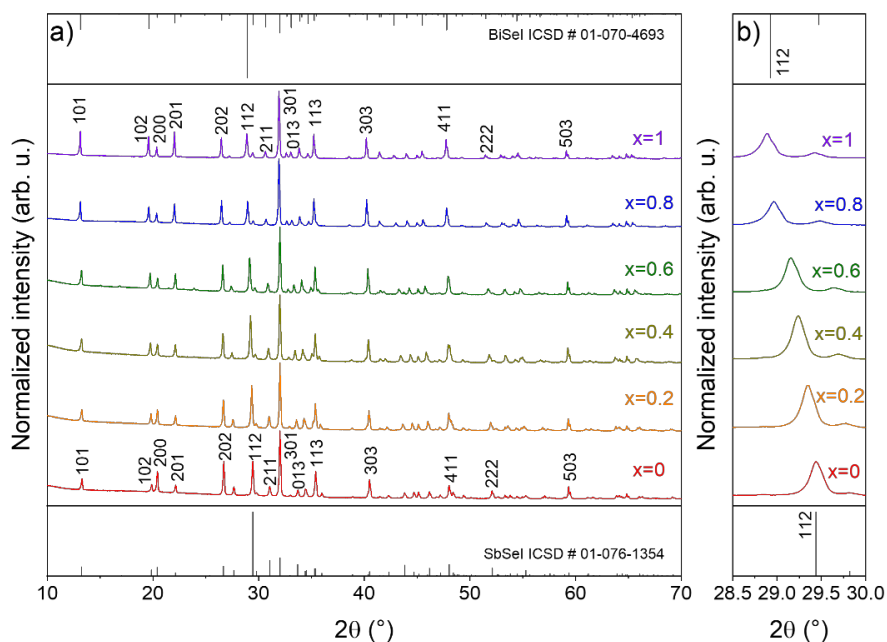 a)
BiSeI ICSD # 01-070-4693
b)
112
101
102
200
201
202
112
211
301
013
113
303
411
222
503
x=1
x=1
x=0.8
x=0.8
x=0.6
x=0.6
x=0.4
x=0.4
x=0.2
x=0.2
101
102
200
201
202
112
211
301
013
113
303
411
222
503
x=0
x=0
Normalized intensity (arb. u.)
Normalized intensity (arb. u.)
SbSeI ICSD # 01-076-1354
112
10 20 30 40 50 60 70
28.5 29.0 29.5 30.0
2θ (°)
2θ (°)